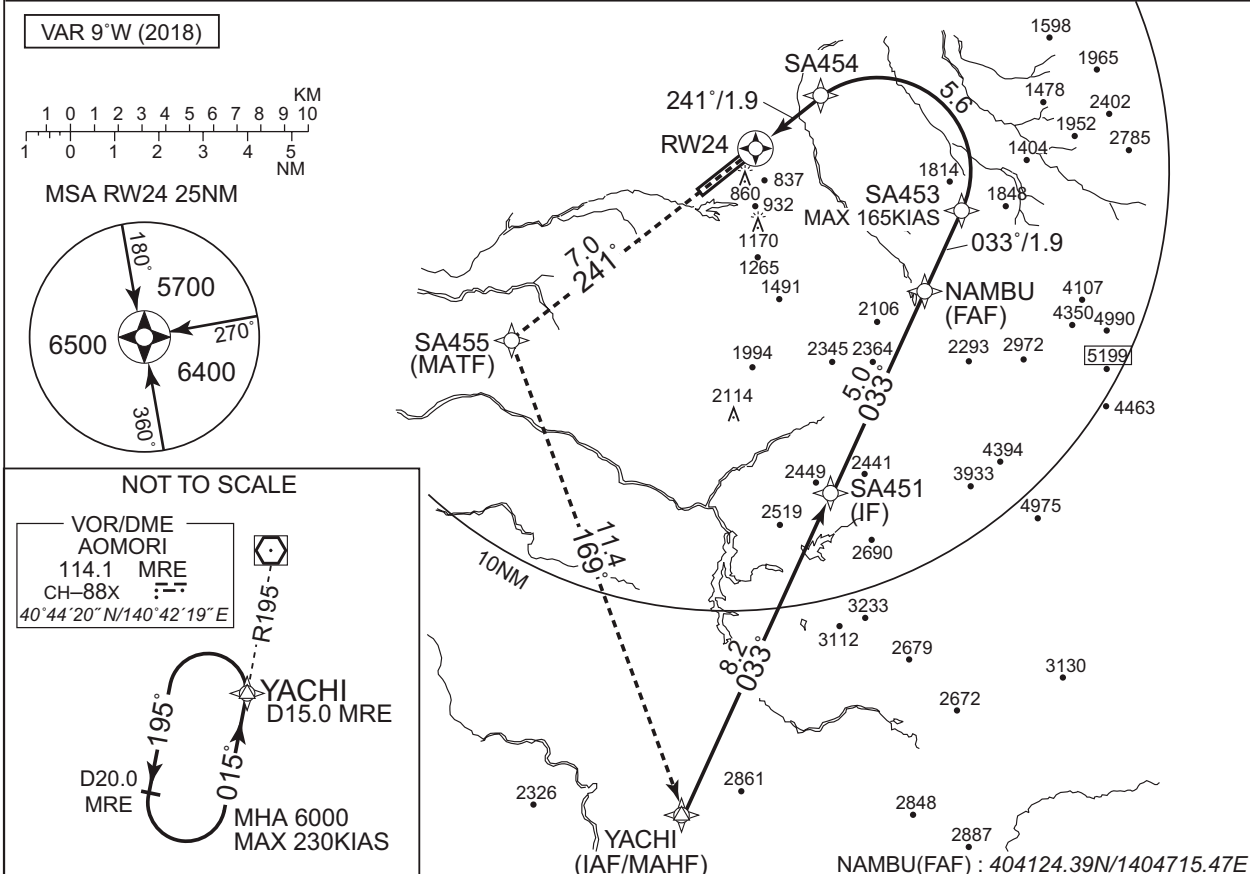 VAR 9°W (2018)
1 0 1 2 3 4 5 6 7 8 9 10 KM
1 0 1 2 3 4 5 NM
MSA RW24 25NM
180°
5700
6500
270°
6400
360°
NOT TO SCALE
VOR/DME
AOMORI
114.1 MRE
CH–88X
40°44´20˝ N/140°42´19˝ E
R195
YACHI
D15.0 MRE
195°
015°
D20.0
MRE
MHA 6000
MAX 230KIAS
1598
1965
1478
2402
1952
2785
1404
SA454
5.6
241°/1.9
RW24
837
860
932
1814
SA453
MAX 165KIAS
1848
1170
033°/1.9
1265
7.0
241°
1491
NAMBU
(FAF)
4107
4350
4990
2106
SA455
(MATF)
1994
2345
2364
2293
2972
5199
5.0
033°
2114
4463
4394
3933
2449
2441
SA451
(IF)
2519
4975
2690
11.4
169°
10NM
3233
3112
2679
3130
8.2
033°
2672
2861
2326
2848
YACHI
(IAF/MAHF)
2887
NAMBU(FAF) : 404124.39N/1404715.47E